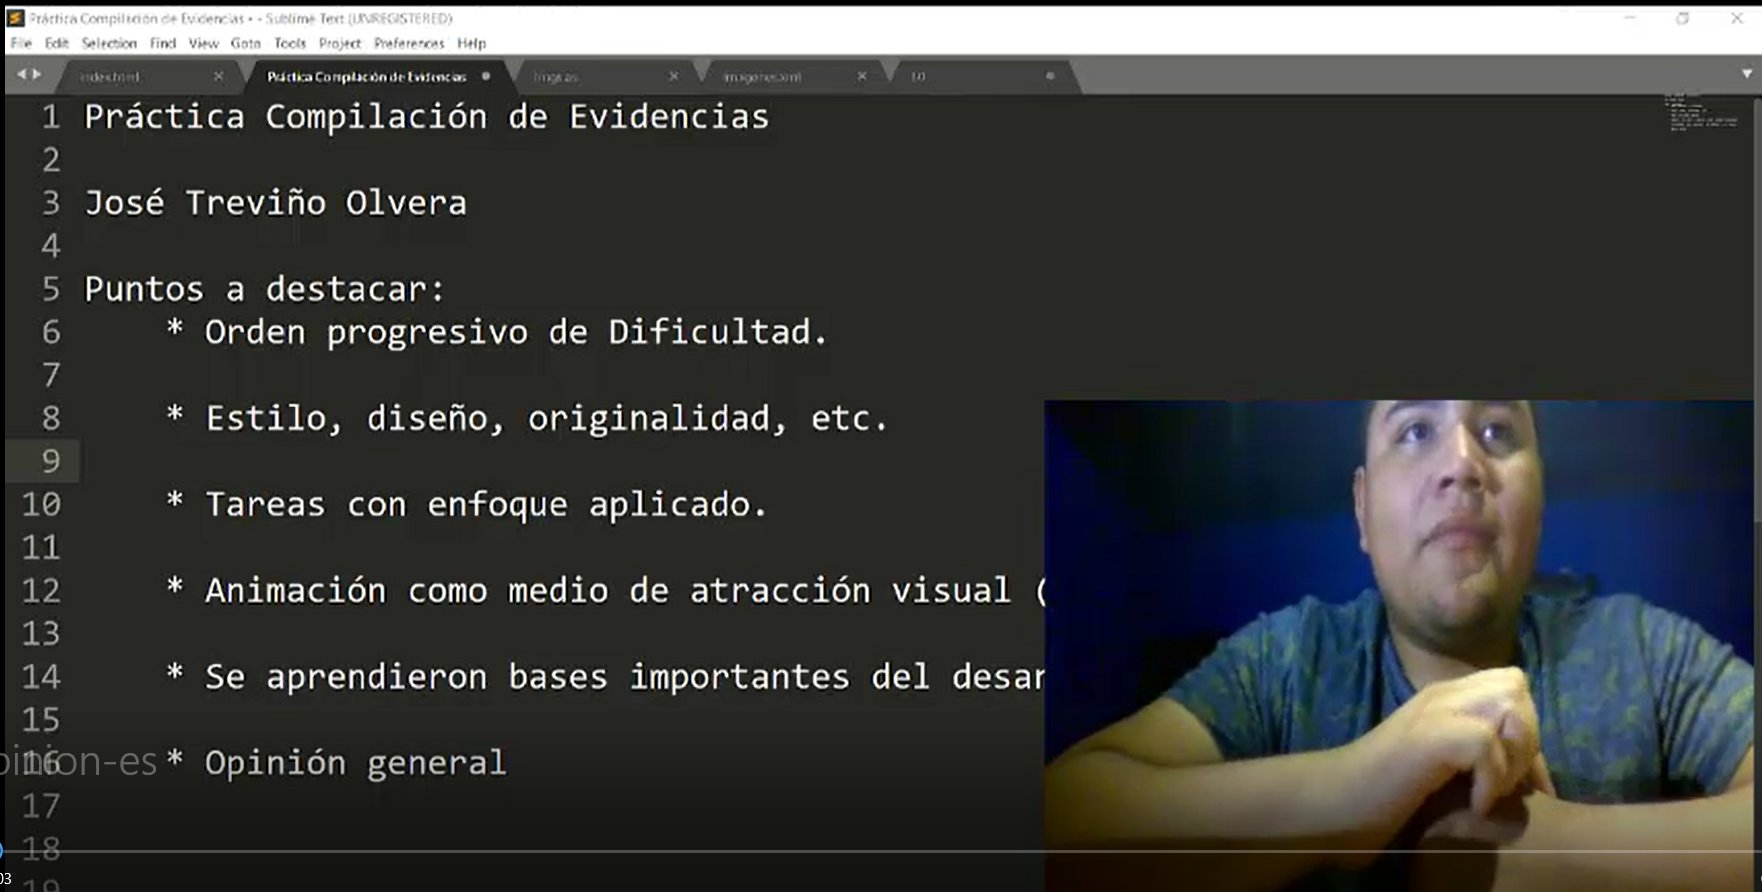 Práctica Compilación de Evidencias • - Sublime Text (UNREGISTERED)
File Edit Selection Find View Goto Tools Project Preferences Help
index.html Práctica Compilación de Evidencias imagenes.xml
1 Práctica Compilación de Evidencias
2
3 José Treviño Olvera
4
5 Puntos a destacar:
6 * Orden progresivo de Dificultad.
7
8 * Estilo, diseño, originalidad, etc.
9
10 * Tareas con enfoque aplicado.
11
12 * Animación como medio de atracción visual (
13
14 * Se aprendieron bases importantes del desar
15
16 * Opinión general
pinion-es
17
18
19
03